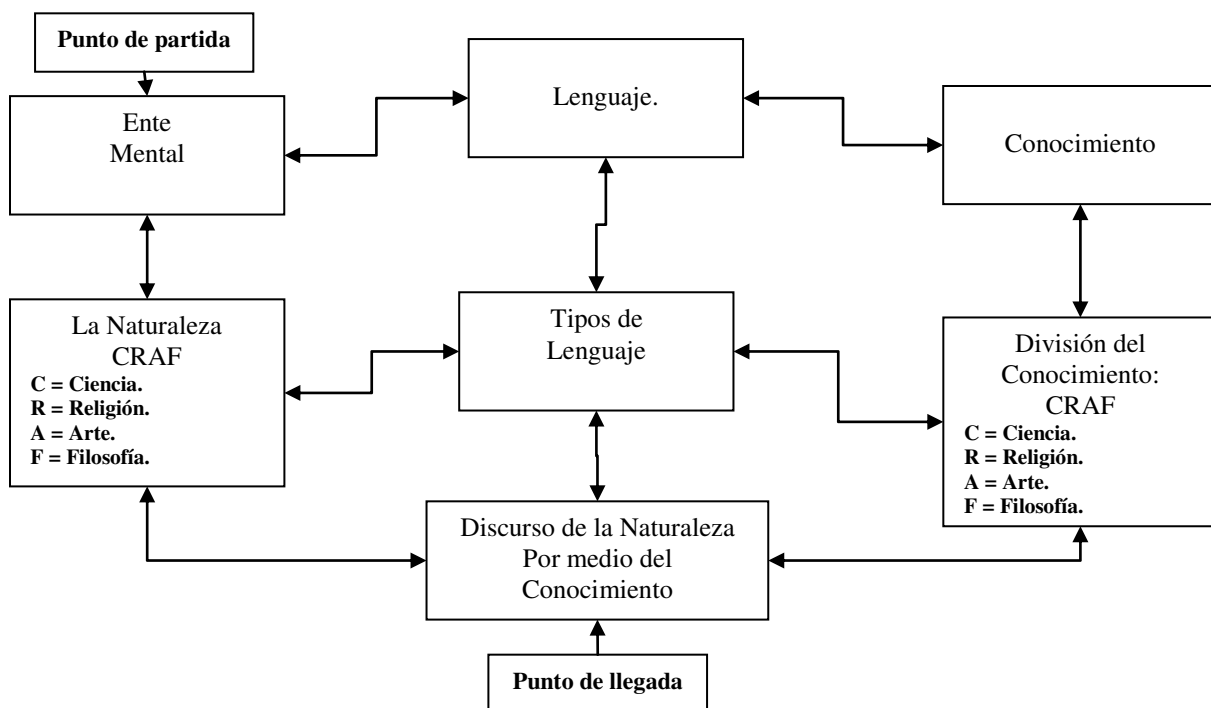 Punto de partida
Lenguaje.
Ente
Mental
Conocimiento
La Naturaleza
CRAF
C = Ciencia.
R = Religión.
A = Arte.
F = Filosofía.
Tipos de
Lenguaje
División del
Conocimiento:
CRAF
C = Ciencia.
R = Religión.
A = Arte.
F = Filosofía.
Discurso de la Naturaleza
Por medio del
Conocimiento
Punto de llegada